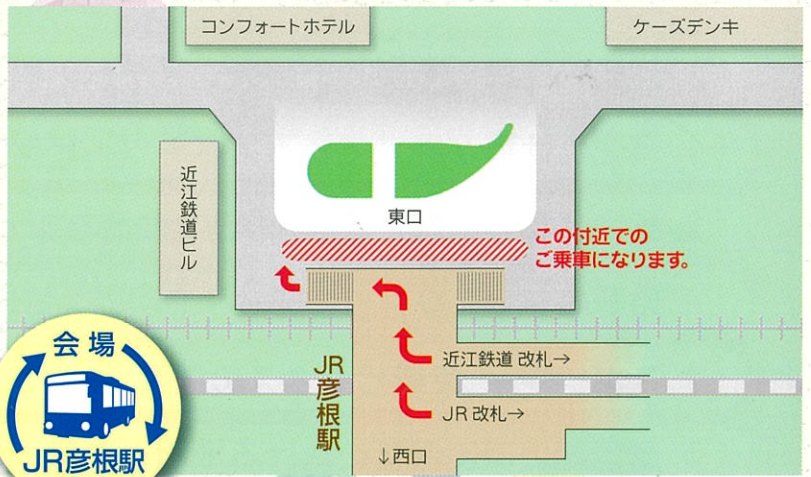 コンフォートホテル
ケーズデンキ
近江鉄道ビル
東口
この付近での
ご乗車になります。
近江鉄道 改札→
JR彦根駅
JR 改札→
↓西口
会場
JR彦根駅